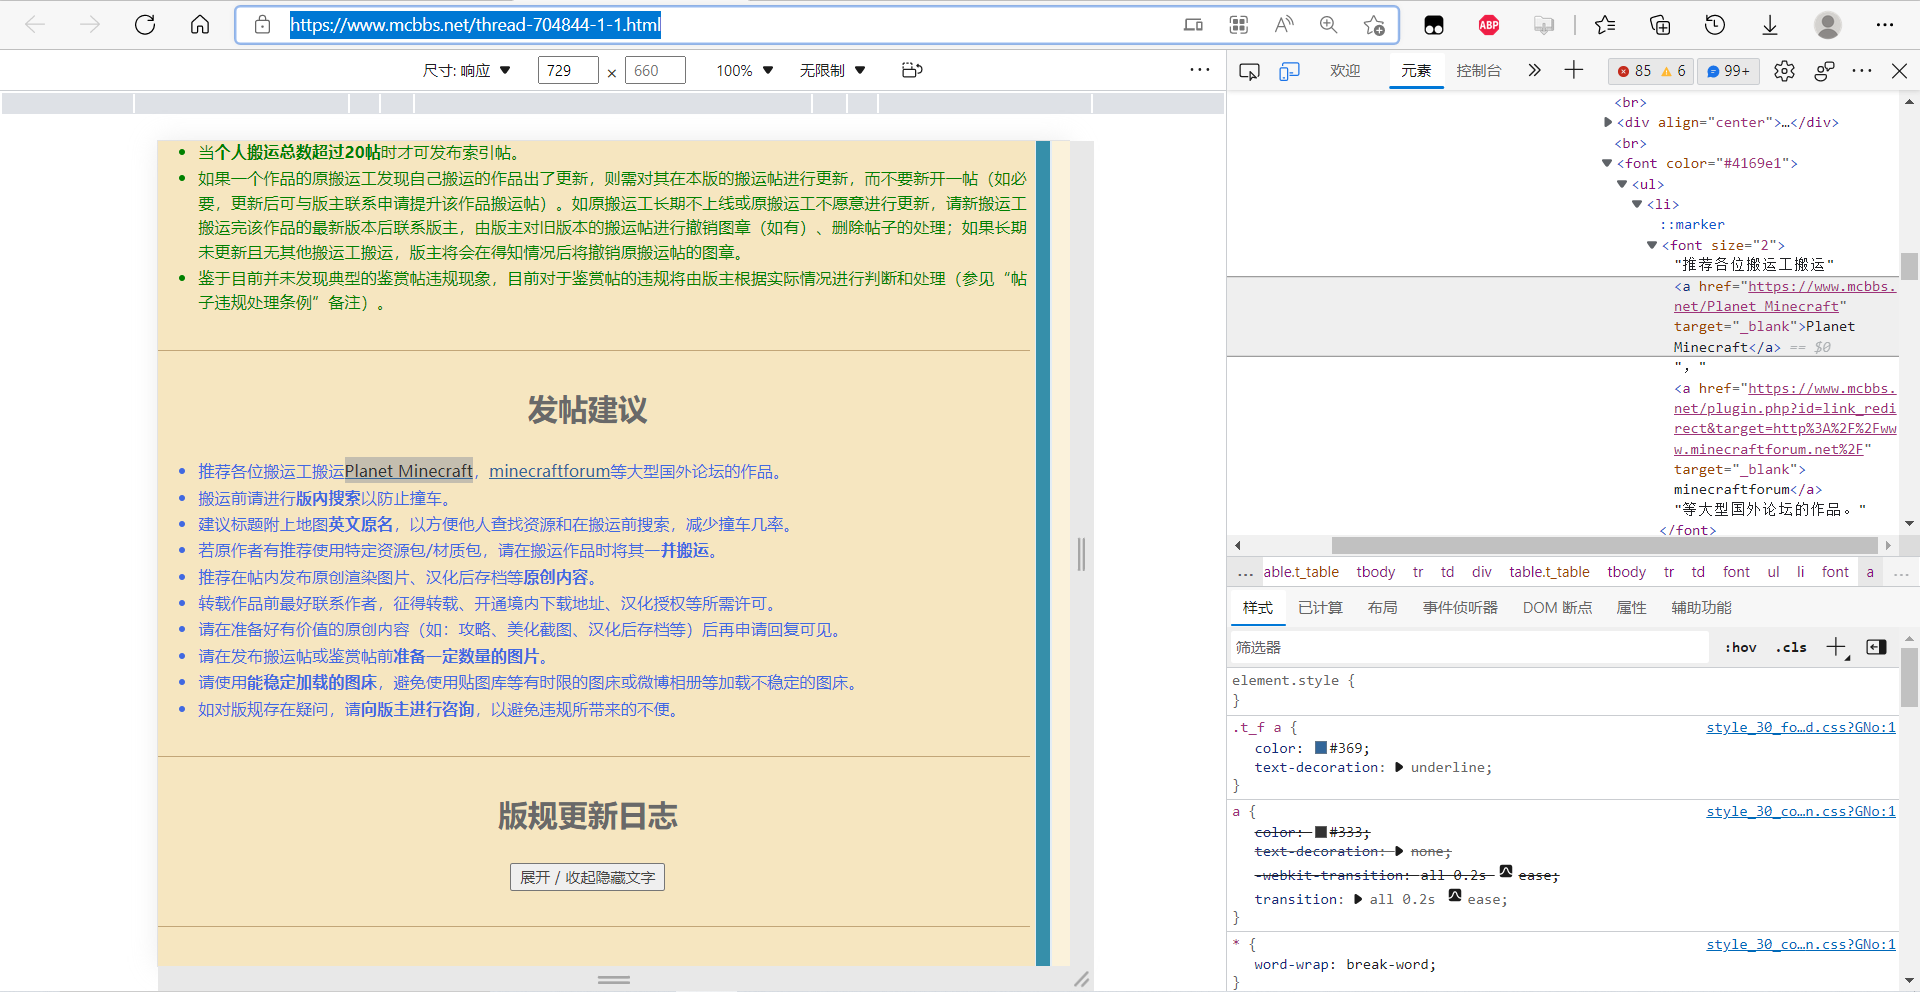 https://www.mcbbs.net/thread-704844-1-1.html
ABP
尺寸: 响应 ▼ 729 × 660 100% ▼ 无限制 ▼
当个人搬运总数超过20帖时才可发布索引帖。
如果一个作品的原搬运工发现自己搬运的作品出了更新，则需对其在本版的搬运帖进行更新，而不要新开一帖（如必
要，更新后可与版主联系申请提升该作品搬运帖）。如原搬运工长期不上线或原搬运工不愿意进行更新，请新搬运工
搬运完该作品的最新版本后联系版主，由版主对旧版本的搬运帖进行撤销图章（如有）、删除帖子的处理；如果长期
未更新且无其他搬运工搬运，版主将会在得知情况后将撤销原搬运帖的图章。
鉴于目前并未发现典型的鉴赏帖违规现象，目前对于鉴赏帖的违规将由版主根据实际情况进行判断和处理（参见“帖
子违规处理条例”备注）。
发帖建议
推荐各位搬运工搬运Planet Minecraft，minecraftforum等大型国外论坛的作品。
搬运前请进行版内搜索以防止撞车。
建议标题附上地图英文原名，以方便他人查找资源和在搬运前搜索，减少撞车几率。
若原作者有推荐使用特定资源包/材质包，请在搬运作品时将其一并搬运。
推荐在帖内发布原创渲染图片、汉化后存档等原创内容。
转载作品前最好联系作者，征得转载、开通境内下载地址、汉化授权等所需许可。
请在准备好有价值的原创内容（如：攻略、美化截图、汉化后存档等）后再申请回复可见。
请在发布搬运帖或鉴赏帖前准备一定数量的图片。
请使用能稳定加载的图床，避免使用贴图库等有时限的图床或微博相册等加载不稳定的图床。
如对版规存在疑问，请向版主进行咨询，以避免违规所带来的不便。
版规更新日志
展开 / 收起隐藏文字
欢迎 元素 控制台 85 6 99+
<br>
<div align="center">…</div>
<br>
<font color="#4169e1">
<ul>
<li>
::marker
<font size="2">
"推荐各位搬运工搬运"
<a href="https://www.mcbbs.
net/Planet Minecraft"
target="_blank">Planet
Minecraft</a> == $0
"，"
<a href="https://www.mcbbs.
net/plugin.php?id=link_redi
rect&target=http%3A%2F%2Fww
w.minecraftforum.net%2F"
target="_blank">
minecraftforum</a>
"等大型国外论坛的作品。"
</font>
... able.t_table tbody tr td div table.t_table tbody tr td font ul li font a ...
样式 已计算 布局 事件侦听器 DOM 断点 属性 辅助功能
筛选器 :hov .cls
element.style {
}
.t_f a { style_30_fo…d.css?GNo:1
color: #369;
text-decoration: underline;
}
a { style_30_co…n.css?GNo:1
color: #333;
text-decoration: none;
-webkit-transition: all 0.2s ease;
transition: all 0.2s ease;
}
* { style_30_co…n.css?GNo:1
word-wrap: break-word;
}